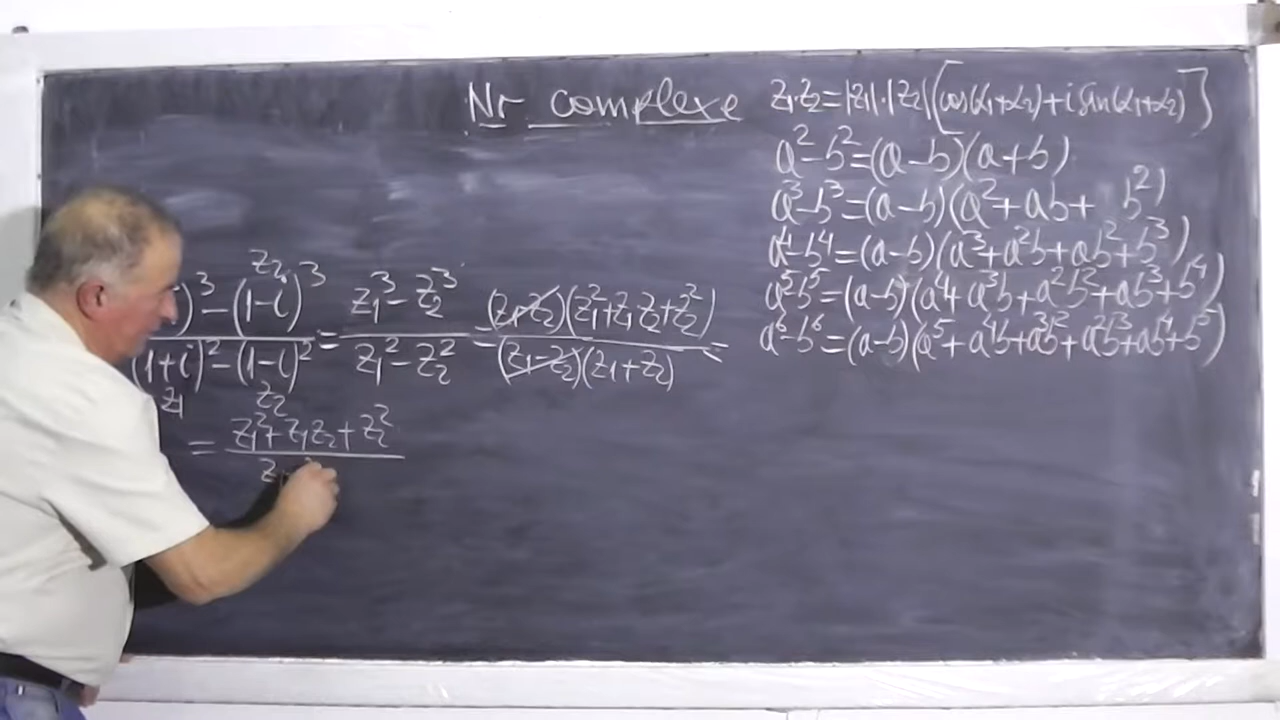 Nr complexe
z₁·z₂=|z₁|·|z₂|[cos(α₁+α₂)+i sin(α₁+α₂)]
a²-b²=(a-b)(a+b)
a³-b³=(a-b)(a²+ab+ b²)
a⁴-b⁴=(a-b)(a³+a²b+ab²+b³)
a⁵-b⁵=(a-b)(a⁴+a³b+a²b²+ab³+b⁴)
a⁶-b⁶=(a-b)(a⁵+a⁴b+a³b²+a²b³+ab⁴+b⁵)
z₂
)³-(1-i)³ = z₁³-z₂³ = (z₁-z₂)(z₁²+z₁z₂+z₂²) =
(1+i)²-(1-i)² z₁²-z₂² (z₁-z₂)(z₁+z₂)
z₁ z₂
= z₁²+z₁z₂+z₂²
z